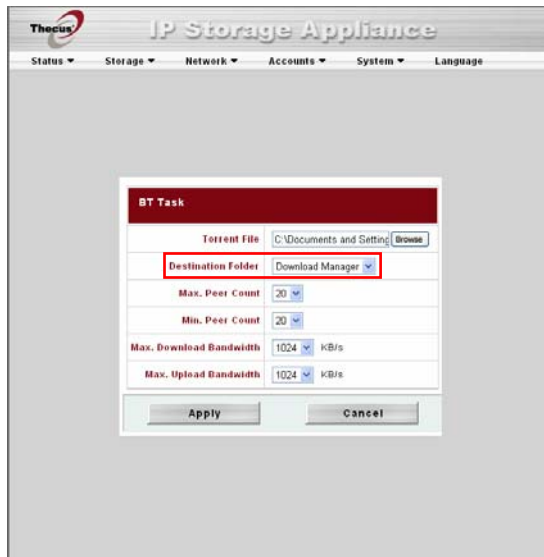 Thecus
IP Storage Appliance
Status Storage Network Accounts System Language
BT Task
Torrent File C:\Documents and Setting Browse
Destination Folder Download Manager
Max. Peer Count 20
Min. Peer Count 20
Max. Download Bandwidth 1024 KB/s
Max. Upload Bandwidth 1024 KB/s
Apply Cancel